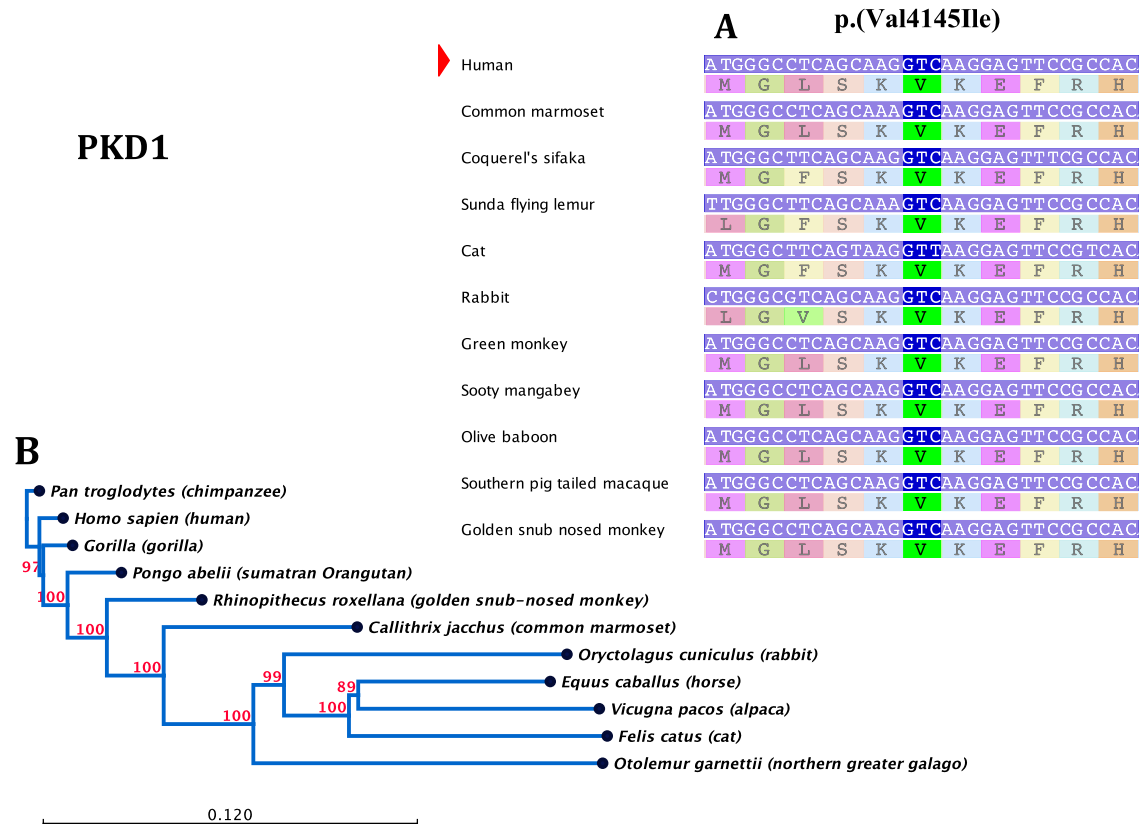 A
p.(Val4145Ile)
PKD1
Human
ATGGGCCTCAGCAAGGTCAAGGAGTTCCGCCAC
M G L S K V K E F R H
Common marmoset
ATGGGCCTCAGCAAAGTCAAGGAGTTCCGCCAC
M G L S K V K E F R H
Coquerel's sifaka
ATGGGCTTCAGCAAGGTCAAGGAGTTTCGCCAC
M G F S K V K E F R H
Sunda flying lemur
TTGGGCTTCAGCAAAGTCAAGGAGTTCCGCCAC
L G F S K V K E F R H
Cat
ATGGGCTTCAGTAAGGTTAAGGAGTTCCGTCAC
M G F S K V K E F R H
Rabbit
CTGGGCGTCAGCAAGGTCAAGGAGTTCCGCCAC
L G V S K V K E F R H
Green monkey
ATGGGCCTCAGCAAGGTCAAGGAGTTCCGCCAC
M G L S K V K E F R H
Sooty mangabey
ATGGGCCTCAGCAAGGTCAAGGAGTTCCGCCAC
M G L S K V K E F R H
Olive baboon
ATGGGCCTCAGCAAGGTCAAGGAGTTCCGCCAC
M G L S K V K E F R H
Southern pig tailed macaque
ATGGGCCTCAGCAAGGTCAAGGAGTTCCGCCAC
M G L S K V K E F R H
Golden snub nosed monkey
ATGGGCCTCAGCAAGGTCAAGGAGTTCCGCCAC
M G L S K V K E F R H
B
Pan troglodytes (chimpanzee)
Homo sapien (human)
Gorilla (gorilla)
97
Pongo abelii (sumatran Orangutan)
100
Rhinopithecus roxellana (golden snub-nosed monkey)
100
Callithrix jacchus (common marmoset)
100
Oryctolagus cuniculus (rabbit)
99
Equus caballus (horse)
89
Vicugna pacos (alpaca)
100
100
Felis catus (cat)
Otolemur garnettii (northern greater galago)
0.120